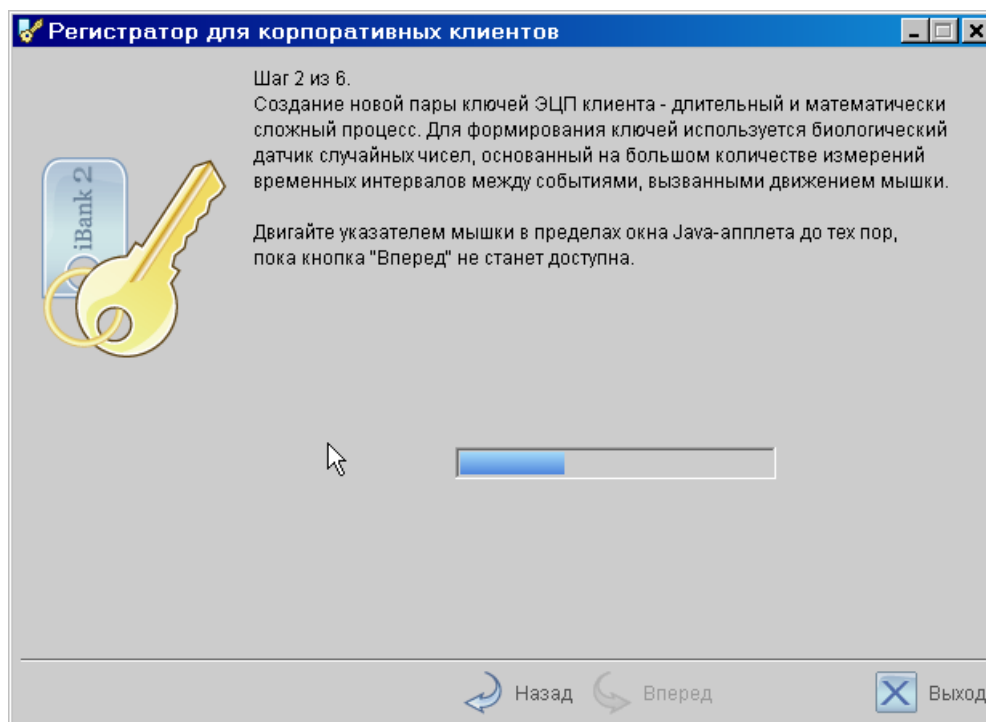 Регистратор для корпоративных клиентов
Шаг 2 из 6.
Создание новой пары ключей ЭЦП клиента - длительный и математически
сложный процесс. Для формирования ключей используется биологический
датчик случайных чисел, основанный на большом количестве измерений
временных интервалов между событиями, вызванными движением мышки.
Двигайте указателем мышки в пределах окна Java-апплета до тех пор,
пока кнопка "Вперед" не станет доступна.
iBank 2
Назад
Вперед
Выход